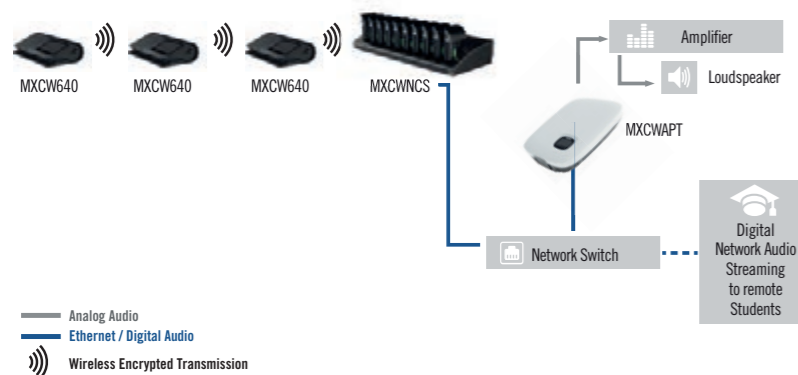 Amplifier
Loudspeaker
MXCW640
MXCW640
MXCW640
MXCWNCS
MXCWAPT
Network Switch
Digital
Network Audio
Streaming
to remote
Students
Analog Audio
Ethernet / Digital Audio
Wireless Encrypted Transmission